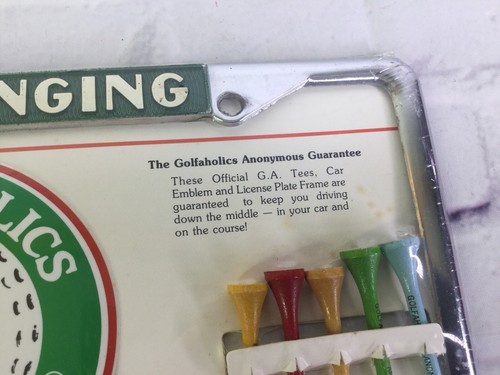 NGING
The Golfaholics Anonymous Guarantee
These Official G.A. Tees, Car
Emblem and License Plate Frame are
guaranteed to keep you driving
down the middle — in your car and
on the course!
LICS